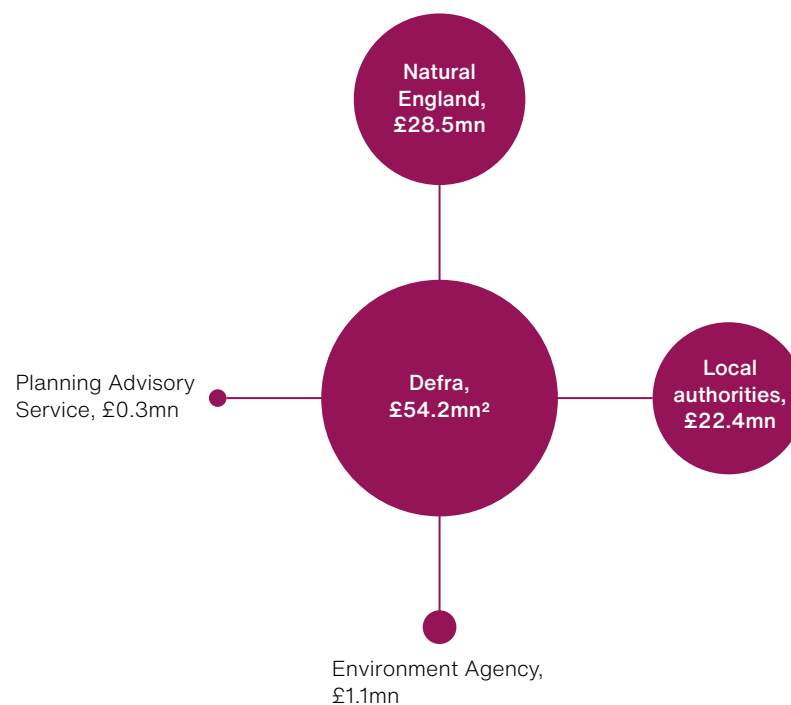 Natural
England,
£28.5mn
Planning Advisory
Service, £0.3mn
Defra,
£54.2mn²
Local
authorities,
£22.4mn
Environment Agency,
£1.1mn